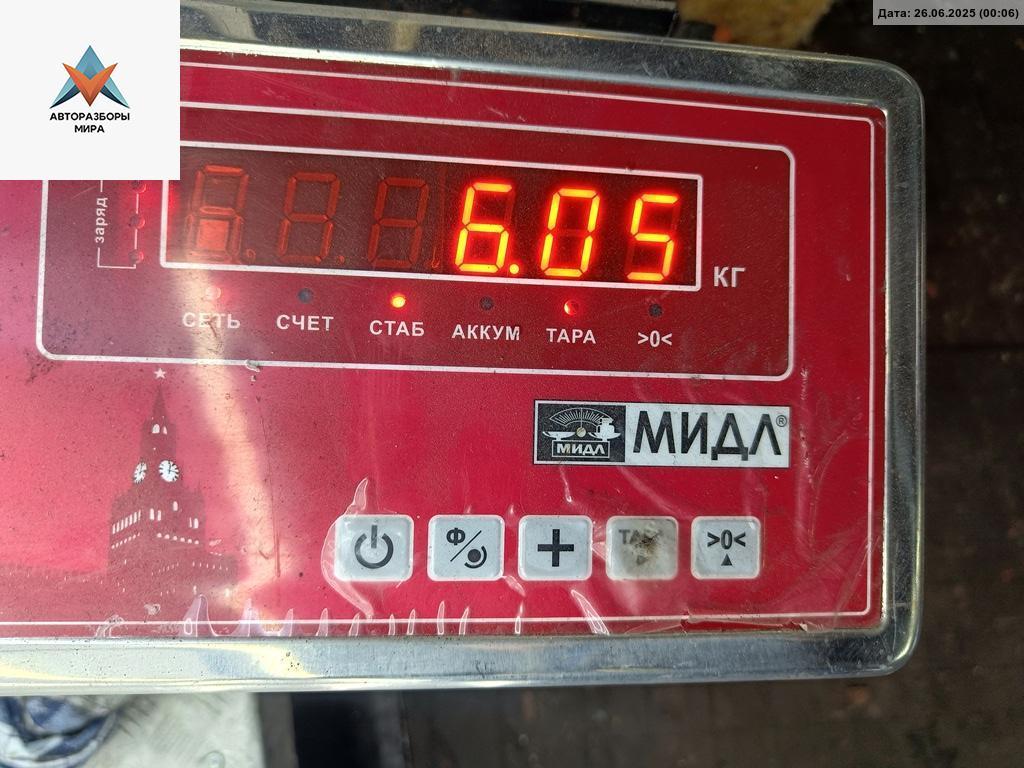 Дата: 26.06.2025 (00:06)
АВТОРАЗБОРЫ
МИРА
заряд
6.05
КГ
СЕТЬ СЧЕТ СТАБ АККУМ ТАРА >0<
МИДЛ МИДЛ®
Ф + >0<